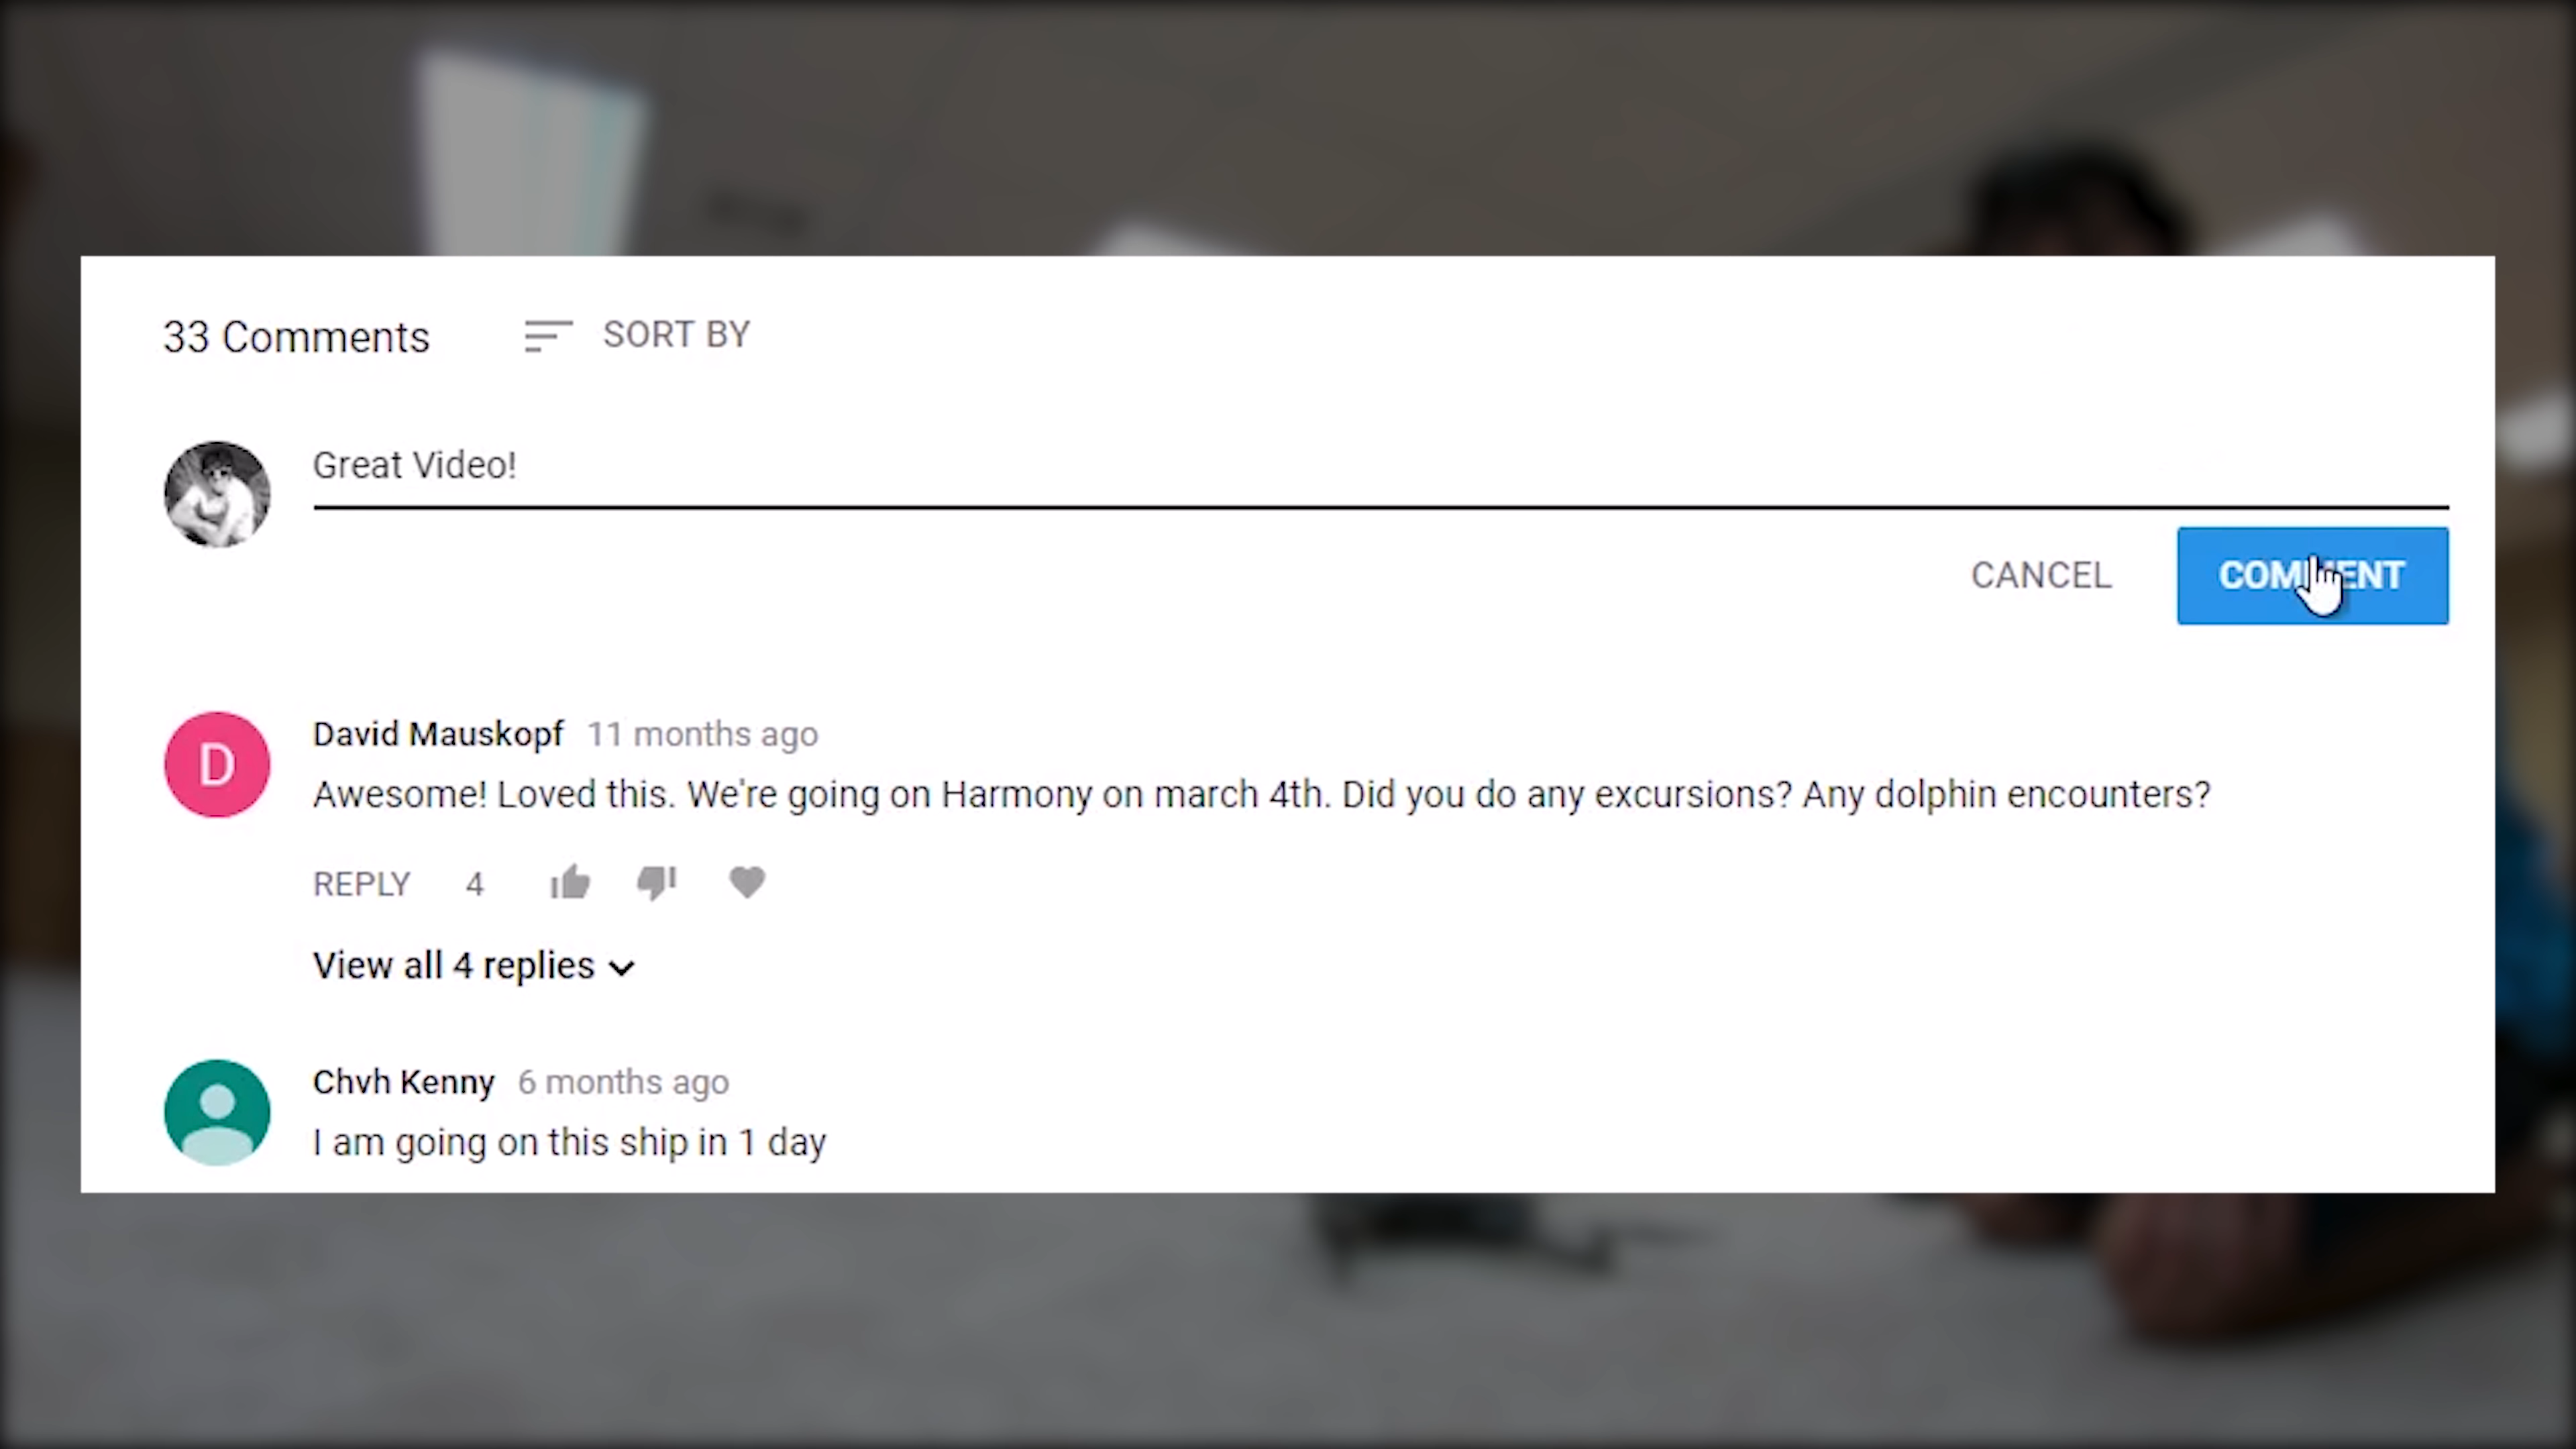 33 Comments SORT BY
Great Video!
CANCEL COMMENT
D
David Mauskopf 11 months ago
Awesome! Loved this. We're going on Harmony on march 4th. Did you do any excursions? Any dolphin encounters?
REPLY 4
View all 4 replies
Chvh Kenny 6 months ago
I am going on this ship in 1 day